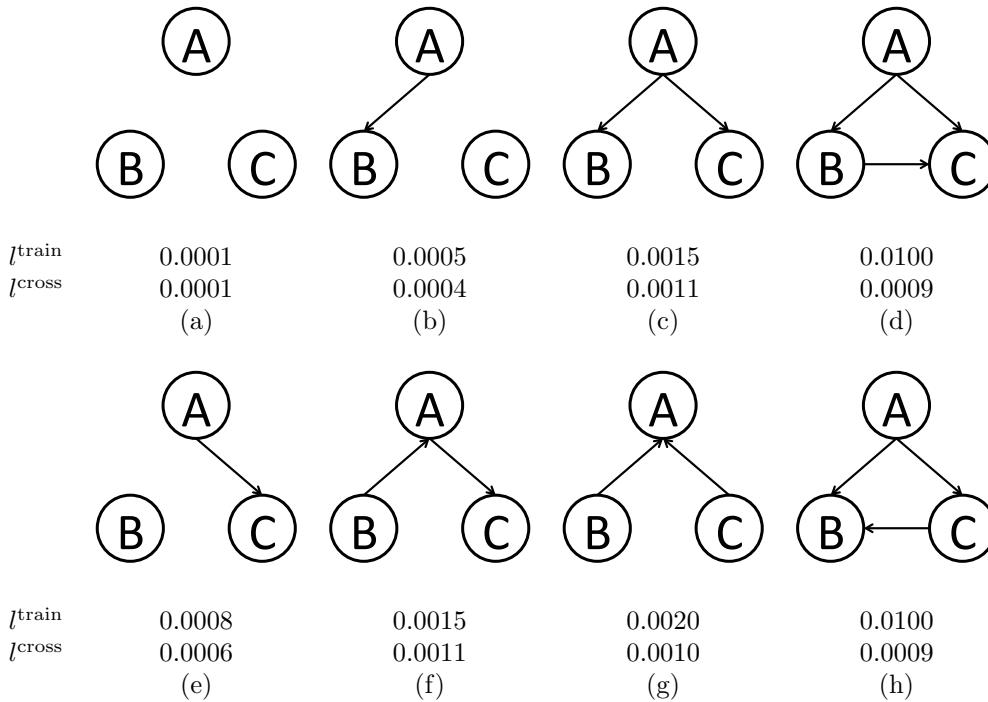 A A A A
B C B C B C B C
l^train 0.0001 0.0005 0.0015 0.0100
l^cross 0.0001 0.0004 0.0011 0.0009
(a) (b) (c) (d)
A A A A
B C B C B C B C
l^train 0.0008 0.0015 0.0020 0.0100
l^cross 0.0006 0.0011 0.0010 0.0009
(e) (f) (g) (h)